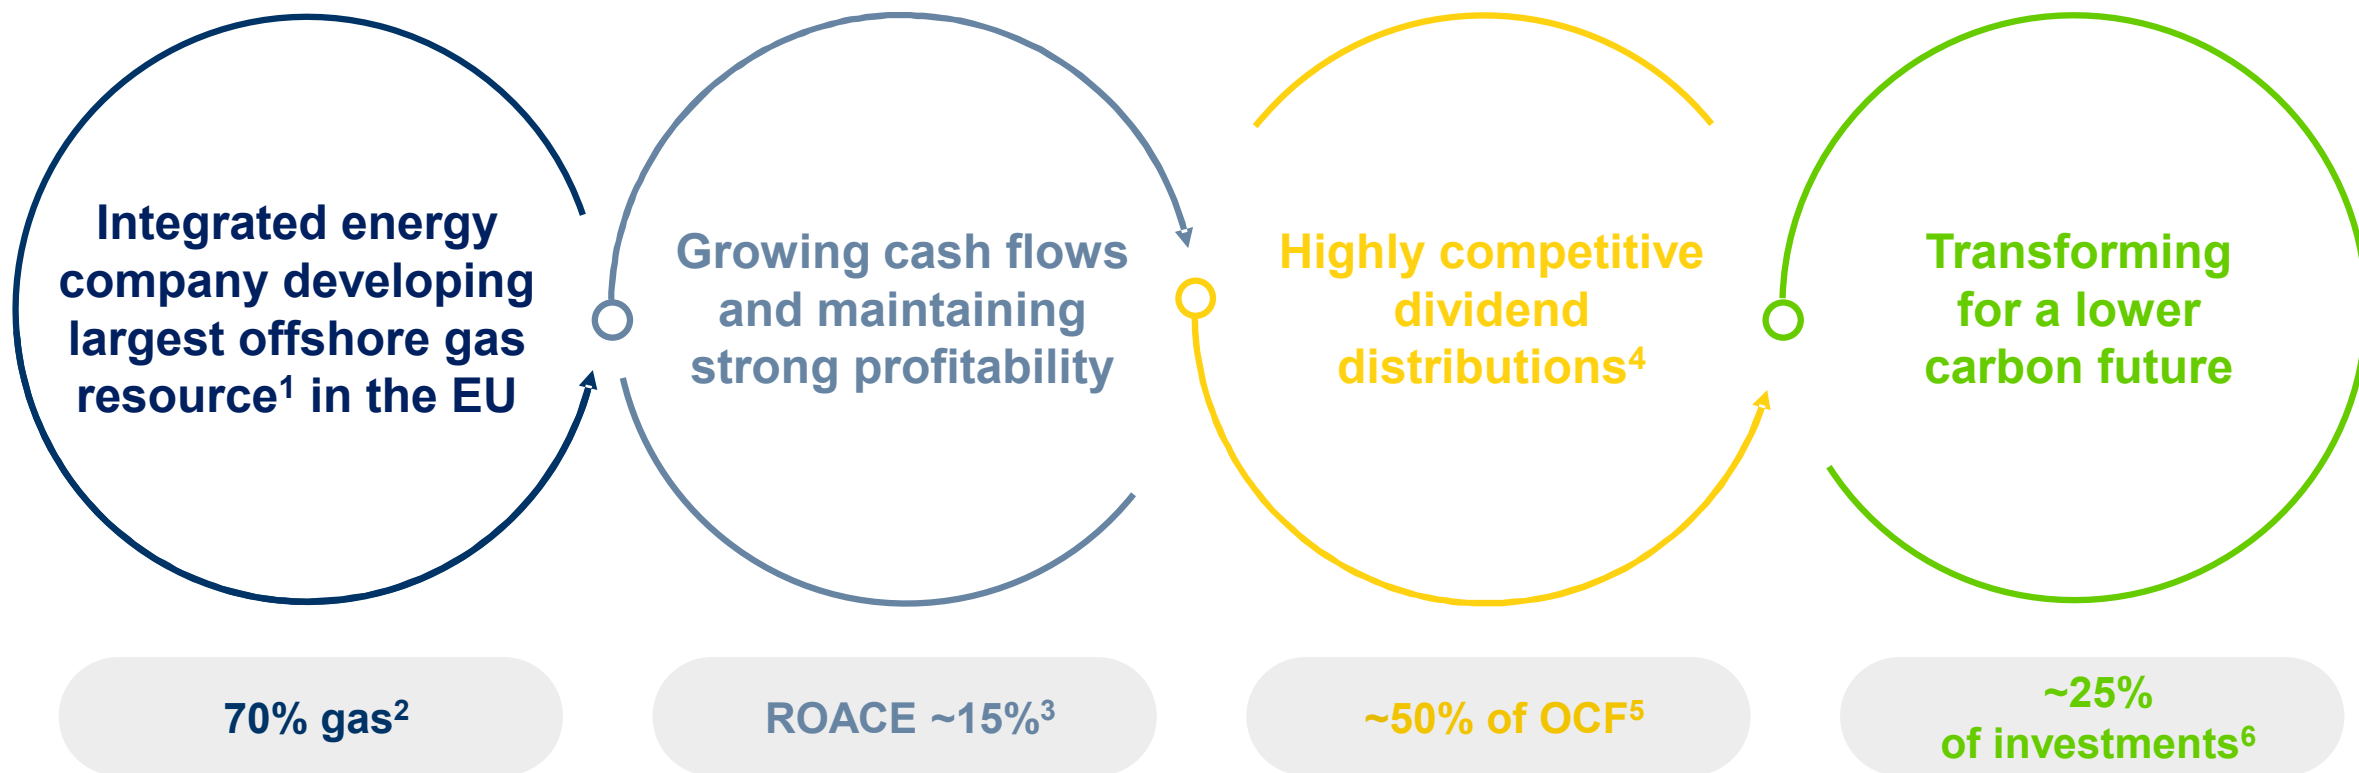 Integrated energy
company developing
largest offshore gas
resource¹ in the EU
Growing cash flows
and maintaining
strong profitability
Highly competitive
dividend
distributions⁴
Transforming
for a lower
carbon future
70% gas²
ROACE ~15%³
~50% of OCF⁵
~25%
of investments⁶